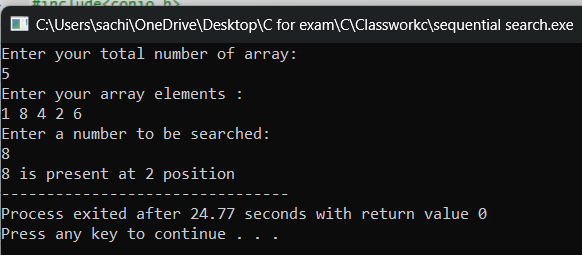 #include<conio.h>
C:\Users\sachi\OneDrive\Desktop\C for exam\C\Classworkc\sequential search.exe
Enter your total number of array:
5
Enter your array elements :
1 8 4 2 6
Enter a number to be searched:
8
8 is present at 2 position
--------------------------------
Process exited after 24.77 seconds with return value 0
Press any key to continue . . .